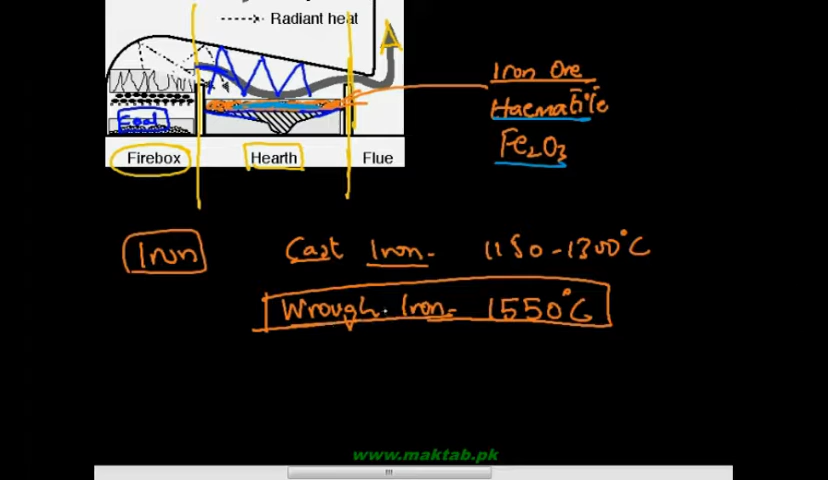 Radiant heat
A
Coal
Firebox
Hearth
Flue
Iron Ore
Haematite
Fe₂O₃
Iron
Cast Iron- 1150-1300°C
Wrough. Iron- 1550°C
www.maktab.pk